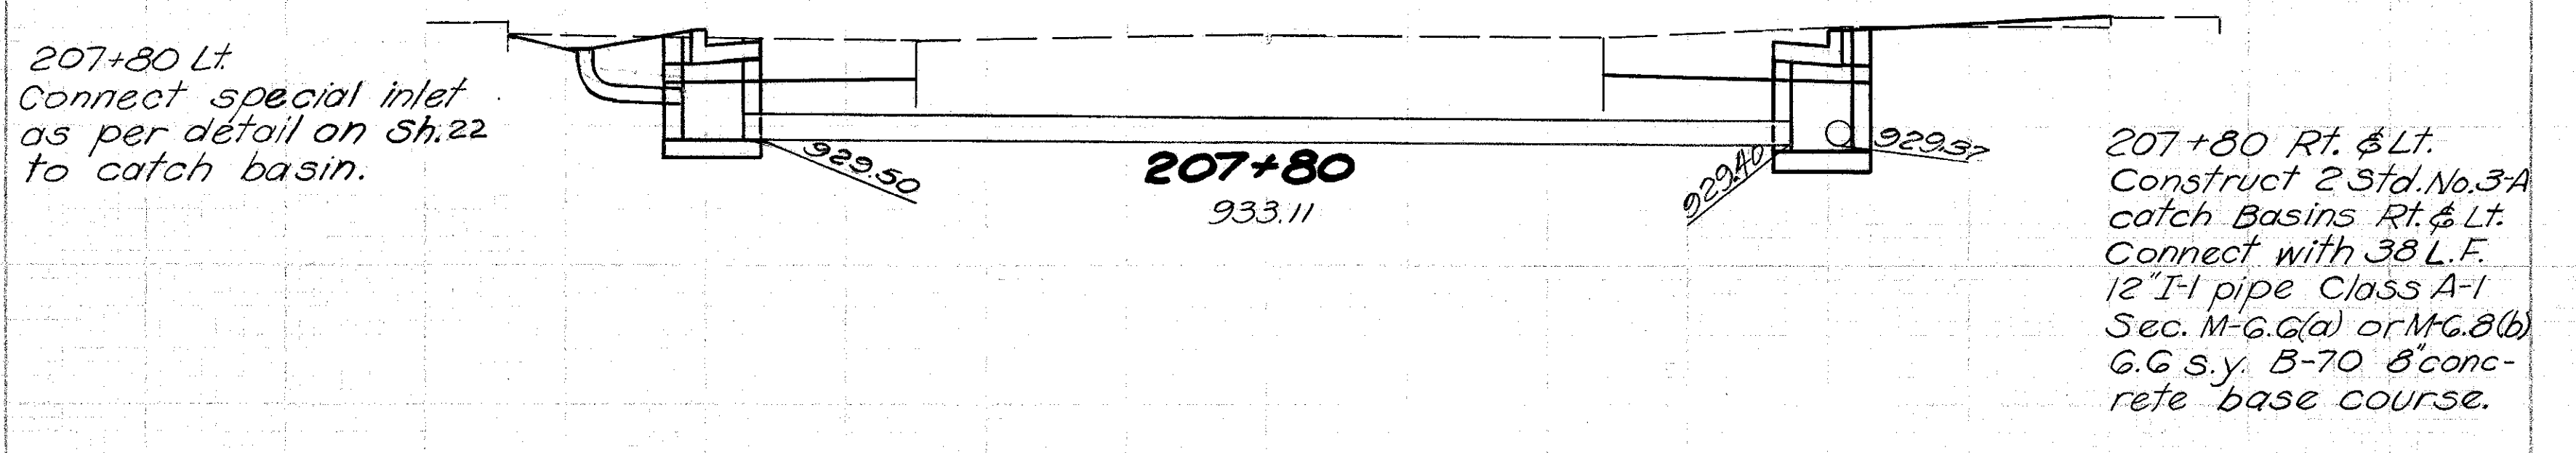 207+80 Lt.
Connect special inlet
as per detail on Sh.22
to catch basin.
929.50
207+80
933.11
929.40
929.37
207+80 Rt. & Lt.
Construct 2 Std. No.3-A
catch Basins Rt. & Lt.
Connect with 38 L.F.
12" I-1 pipe Class A-1
Sec. M-6.6(a) or M-6.8(b)
6.6 s.y. B-70 8" conc-
rete base course.